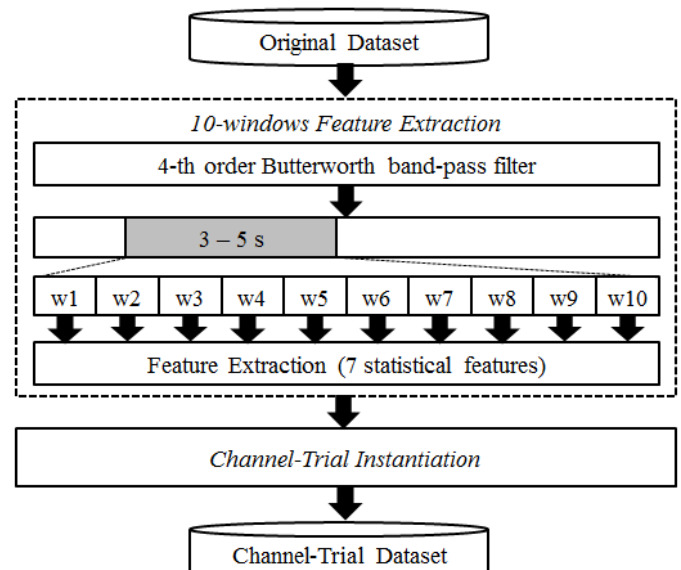 Original Dataset
10-windows Feature Extraction
4-th order Butterworth band-pass filter
3 – 5 s
w1 w2 w3 w4 w5 w6 w7 w8 w9 w10
Feature Extraction (7 statistical features)
Channel-Trial Instantiation
Channel-Trial Dataset